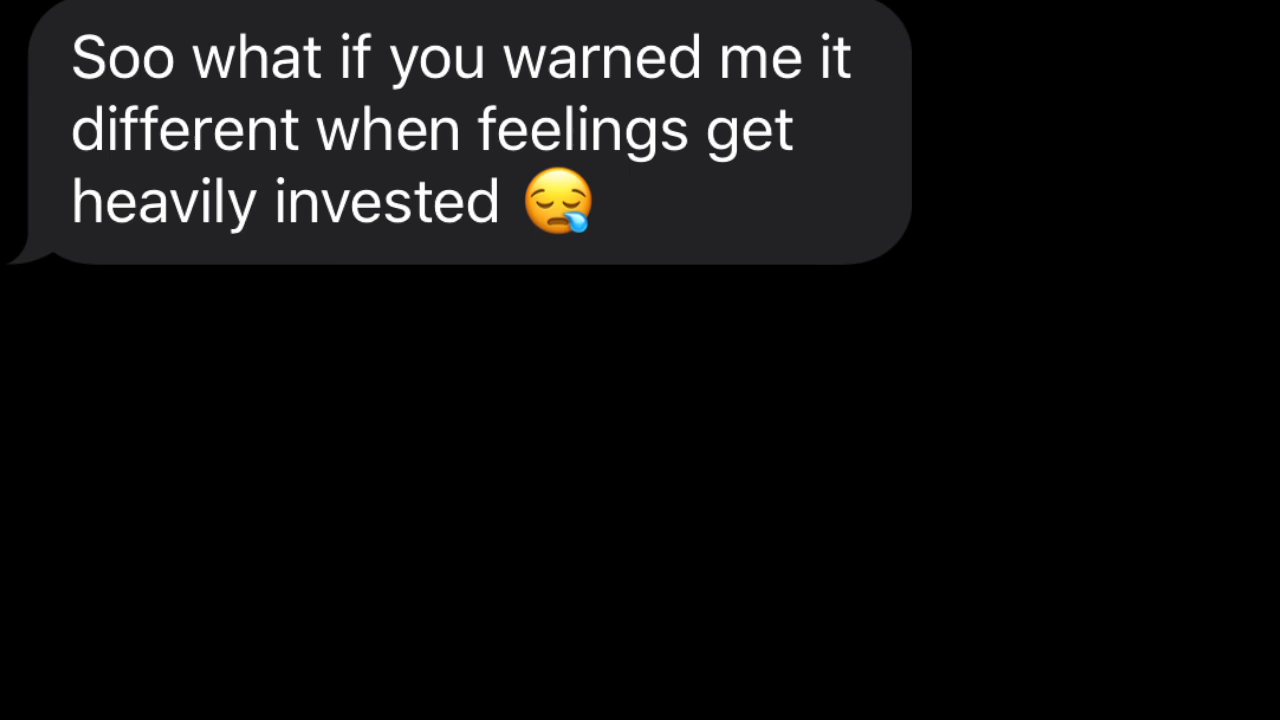 Soo what if you warned me it
different when feelings get
heavily invested 😪